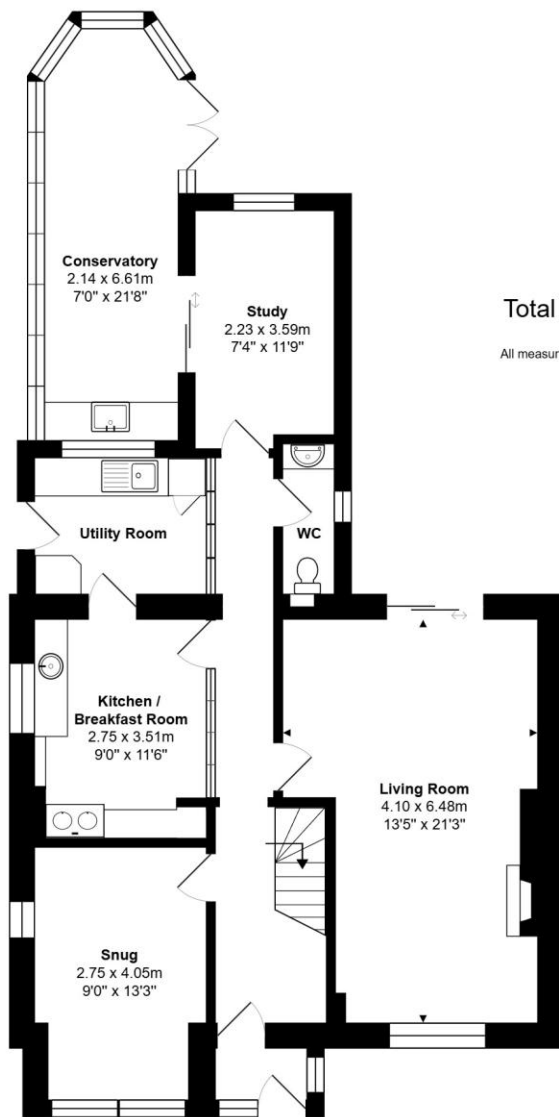 Conservatory
2.14 x 6.61m
7'0" x 21'8"
Study
2.23 x 3.59m
7'4" x 11'9"
Total
All measur
Utility Room
WC
Kitchen /
Breakfast Room
2.75 x 3.51m
9'0" x 11'6"
Living Room
4.10 x 6.48m
13'5" x 21'3"
Snug
2.75 x 4.05m
9'0" x 13'3"